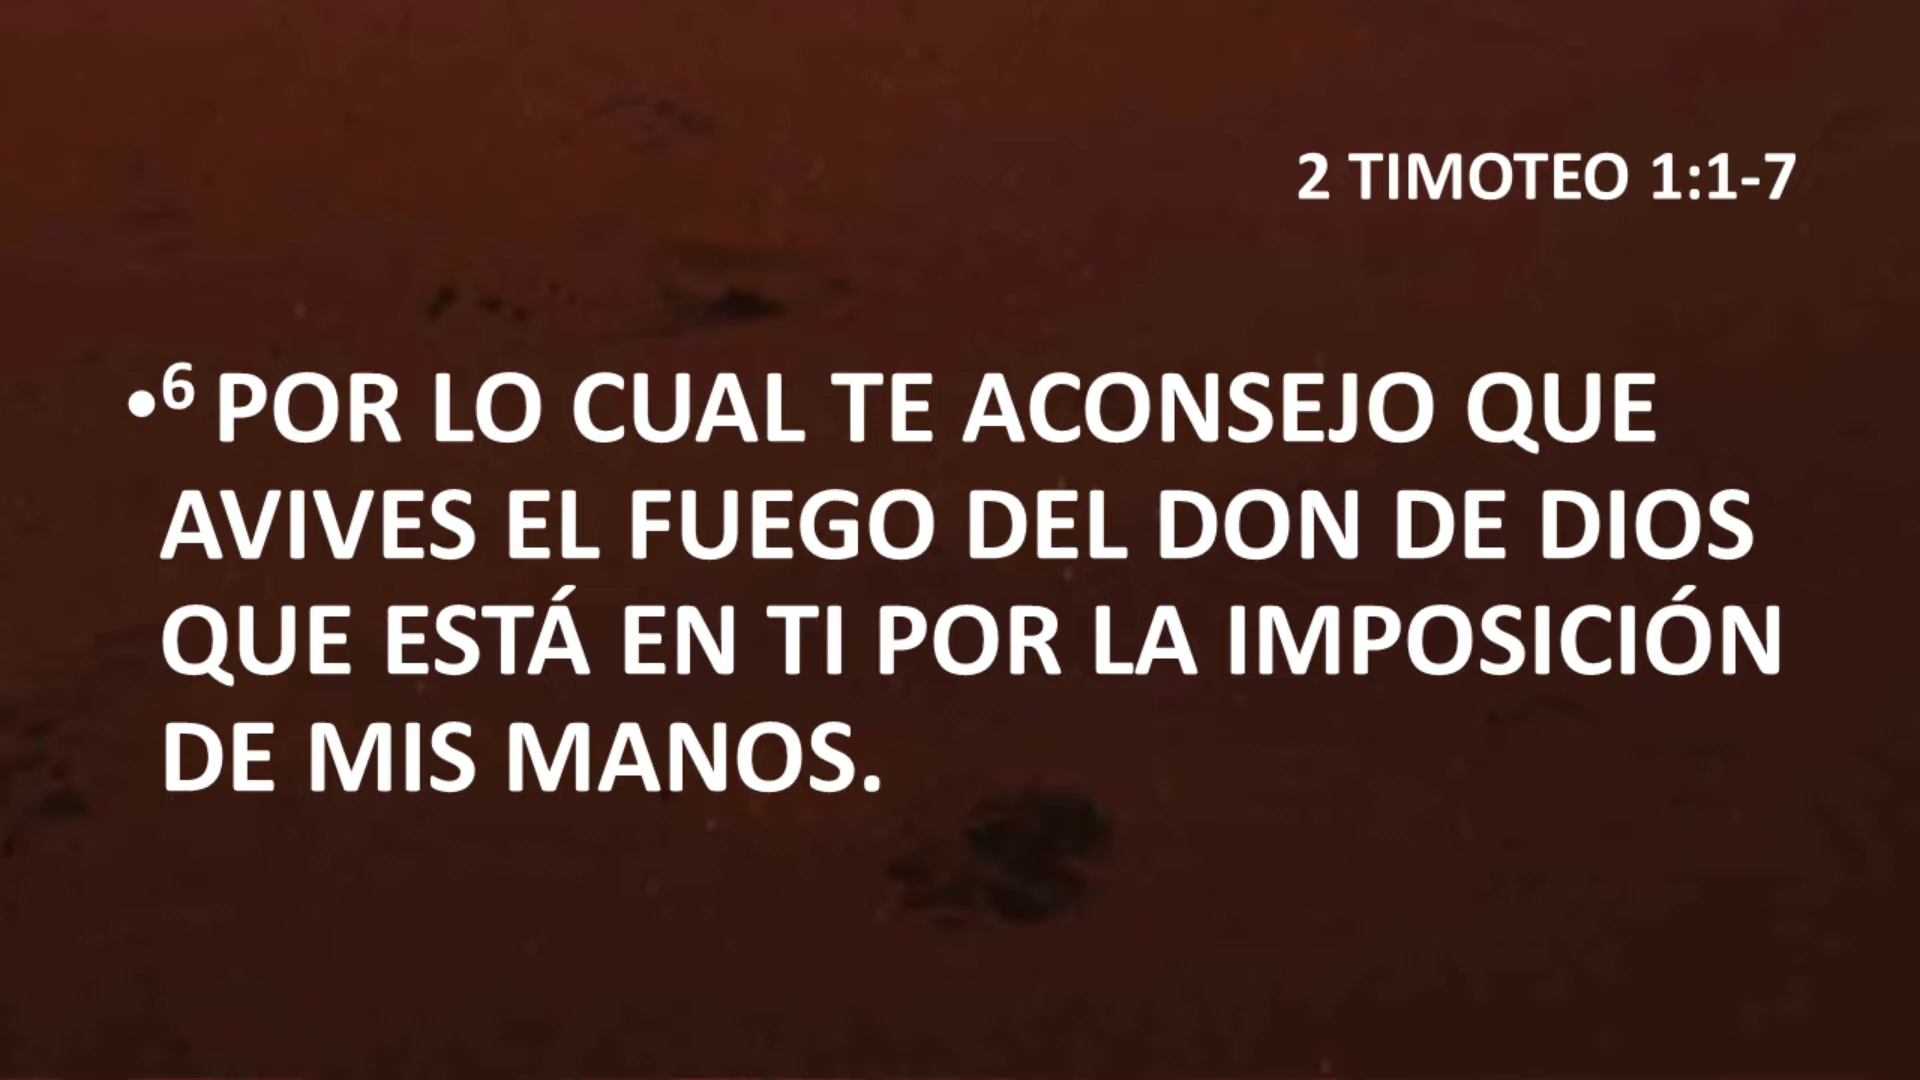 2 TIMOTEO 1:1-7
•6 POR LO CUAL TE ACONSEJO QUE
AVIVES EL FUEGO DEL DON DE DIOS
QUE ESTÁ EN TI POR LA IMPOSICIÓN
DE MIS MANOS.